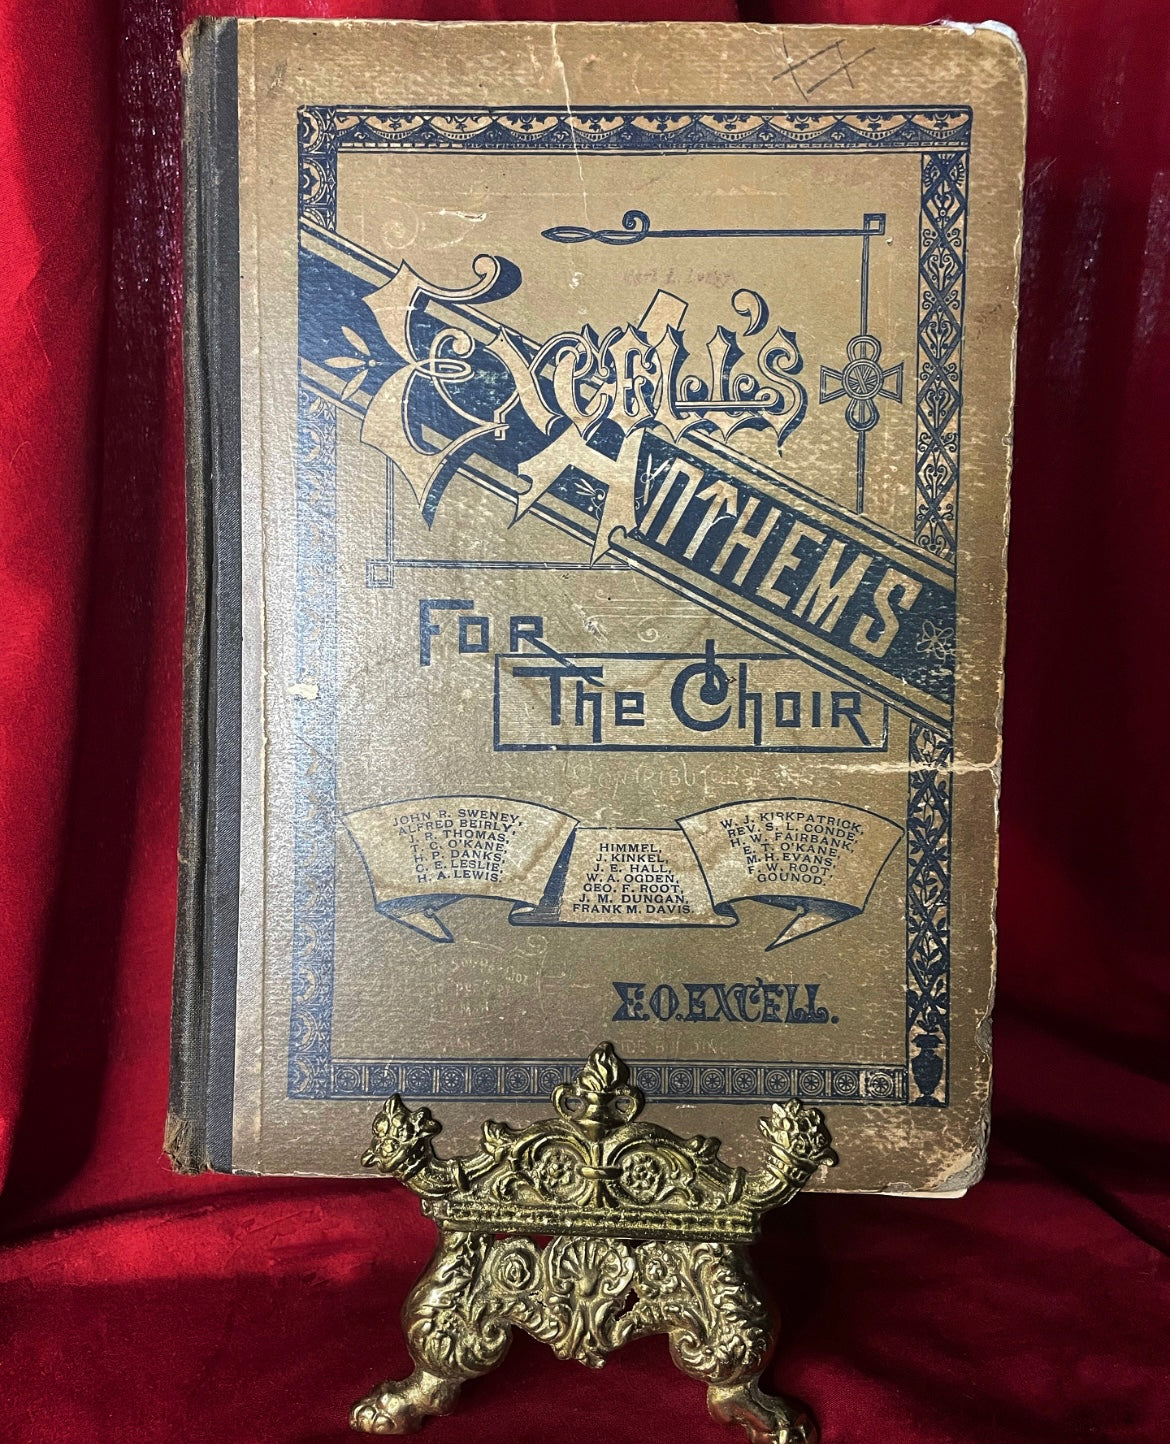 EXCELL'S
ANTHEMS
FOR
THE CHOIR
CONTRIBUTORS
JOHN R. SWENEY,
ALFRED BEIRLY,
J. R. THOMAS,
J. C. O'KANE,
H. P. DANKS,
C. E. LESLIE,
H. A. LEWIS.
HIMMEL,
J. KINKEL,
J. E. HALL,
W. A. OGDEN,
GEO. F. ROOT,
J. M. DUNGAN,
FRANK M. DAVIS.
W. J. KIRKPATRICK,
REV. S. L. CONDE,
H. W. FAIRBANK,
E. T. O'KANE,
M. H. EVANS,
F. W. ROOT,
GOUNOD.
E. O. EXCELL.